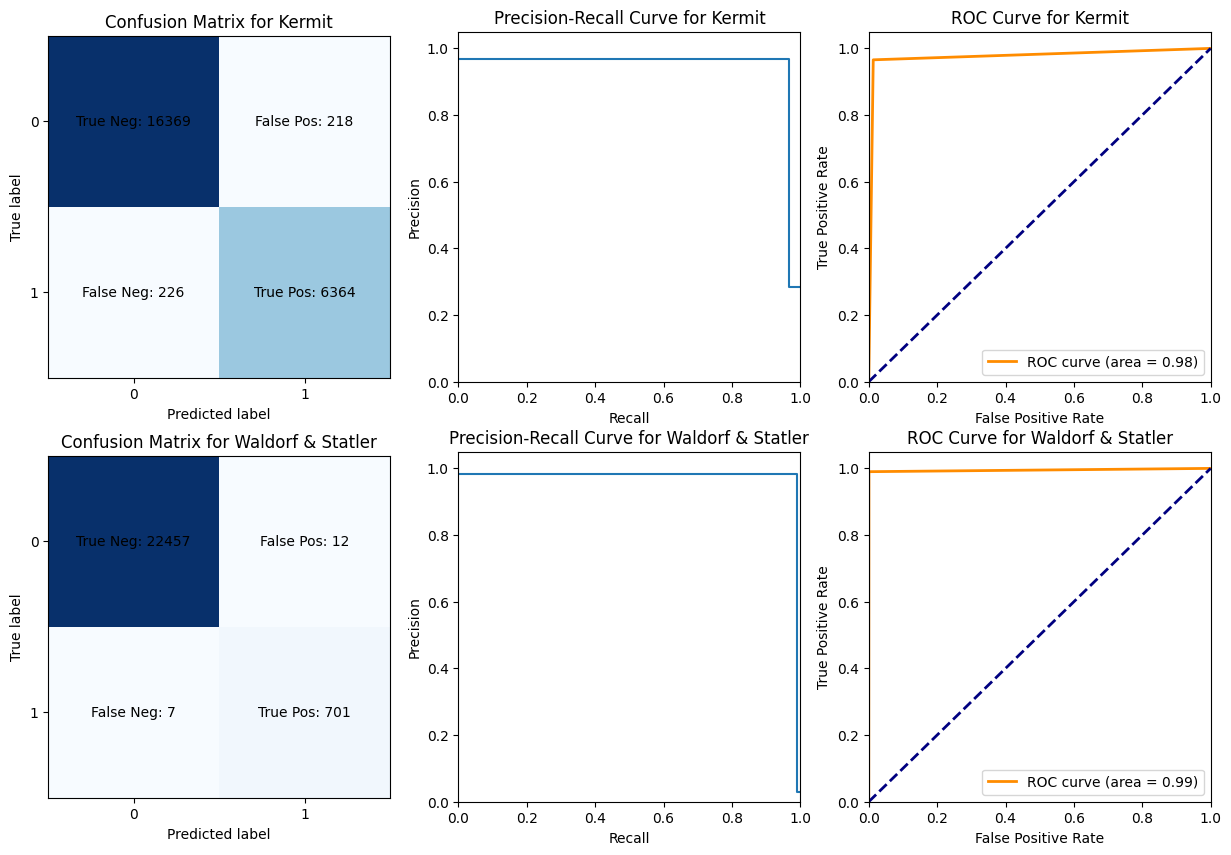 Confusion Matrix for Kermit
0
True Neg: 16369
False Pos: 218
True label
1
False Neg: 226
True Pos: 6364
0
1
Predicted label
Precision-Recall Curve for Kermit
1.0
0.8
0.6
Precision
0.4
0.2
0.0
0.0
0.2
0.4
0.6
0.8
1.0
Recall
ROC Curve for Kermit
1.0
0.8
0.6
True Positive Rate
0.4
0.2
0.0
ROC curve (area = 0.98)
0.0
0.2
0.4
0.6
0.8
1.0
False Positive Rate
Confusion Matrix for Waldorf & Statler
0
True Neg: 22457
False Pos: 12
True label
1
False Neg: 7
True Pos: 701
0
1
Predicted label
Precision-Recall Curve for Waldorf & Statler
1.0
0.8
0.6
Precision
0.4
0.2
0.0
0.0
0.2
0.4
0.6
0.8
1.0
Recall
ROC Curve for Waldorf & Statler
1.0
0.8
0.6
True Positive Rate
0.4
0.2
0.0
ROC curve (area = 0.99)
0.0
0.2
0.4
0.6
0.8
1.0
False Positive Rate